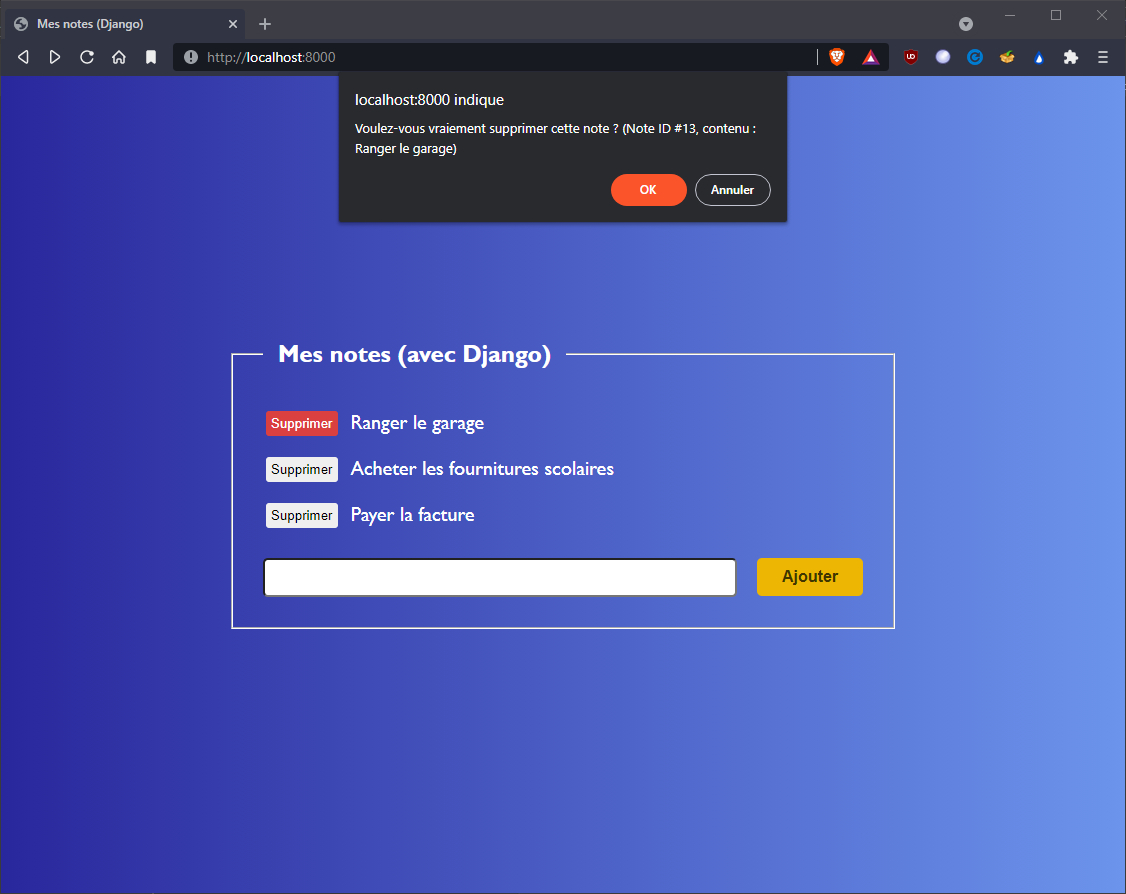 Mes notes (Django)
http://localhost:8000
localhost:8000 indique
Voulez-vous vraiment supprimer cette note ? (Note ID #13, contenu :
Ranger le garage)
OK Annuler
Mes notes (avec Django)
Supprimer Ranger le garage
Supprimer Acheter les fournitures scolaires
Supprimer Payer la facture
Ajouter